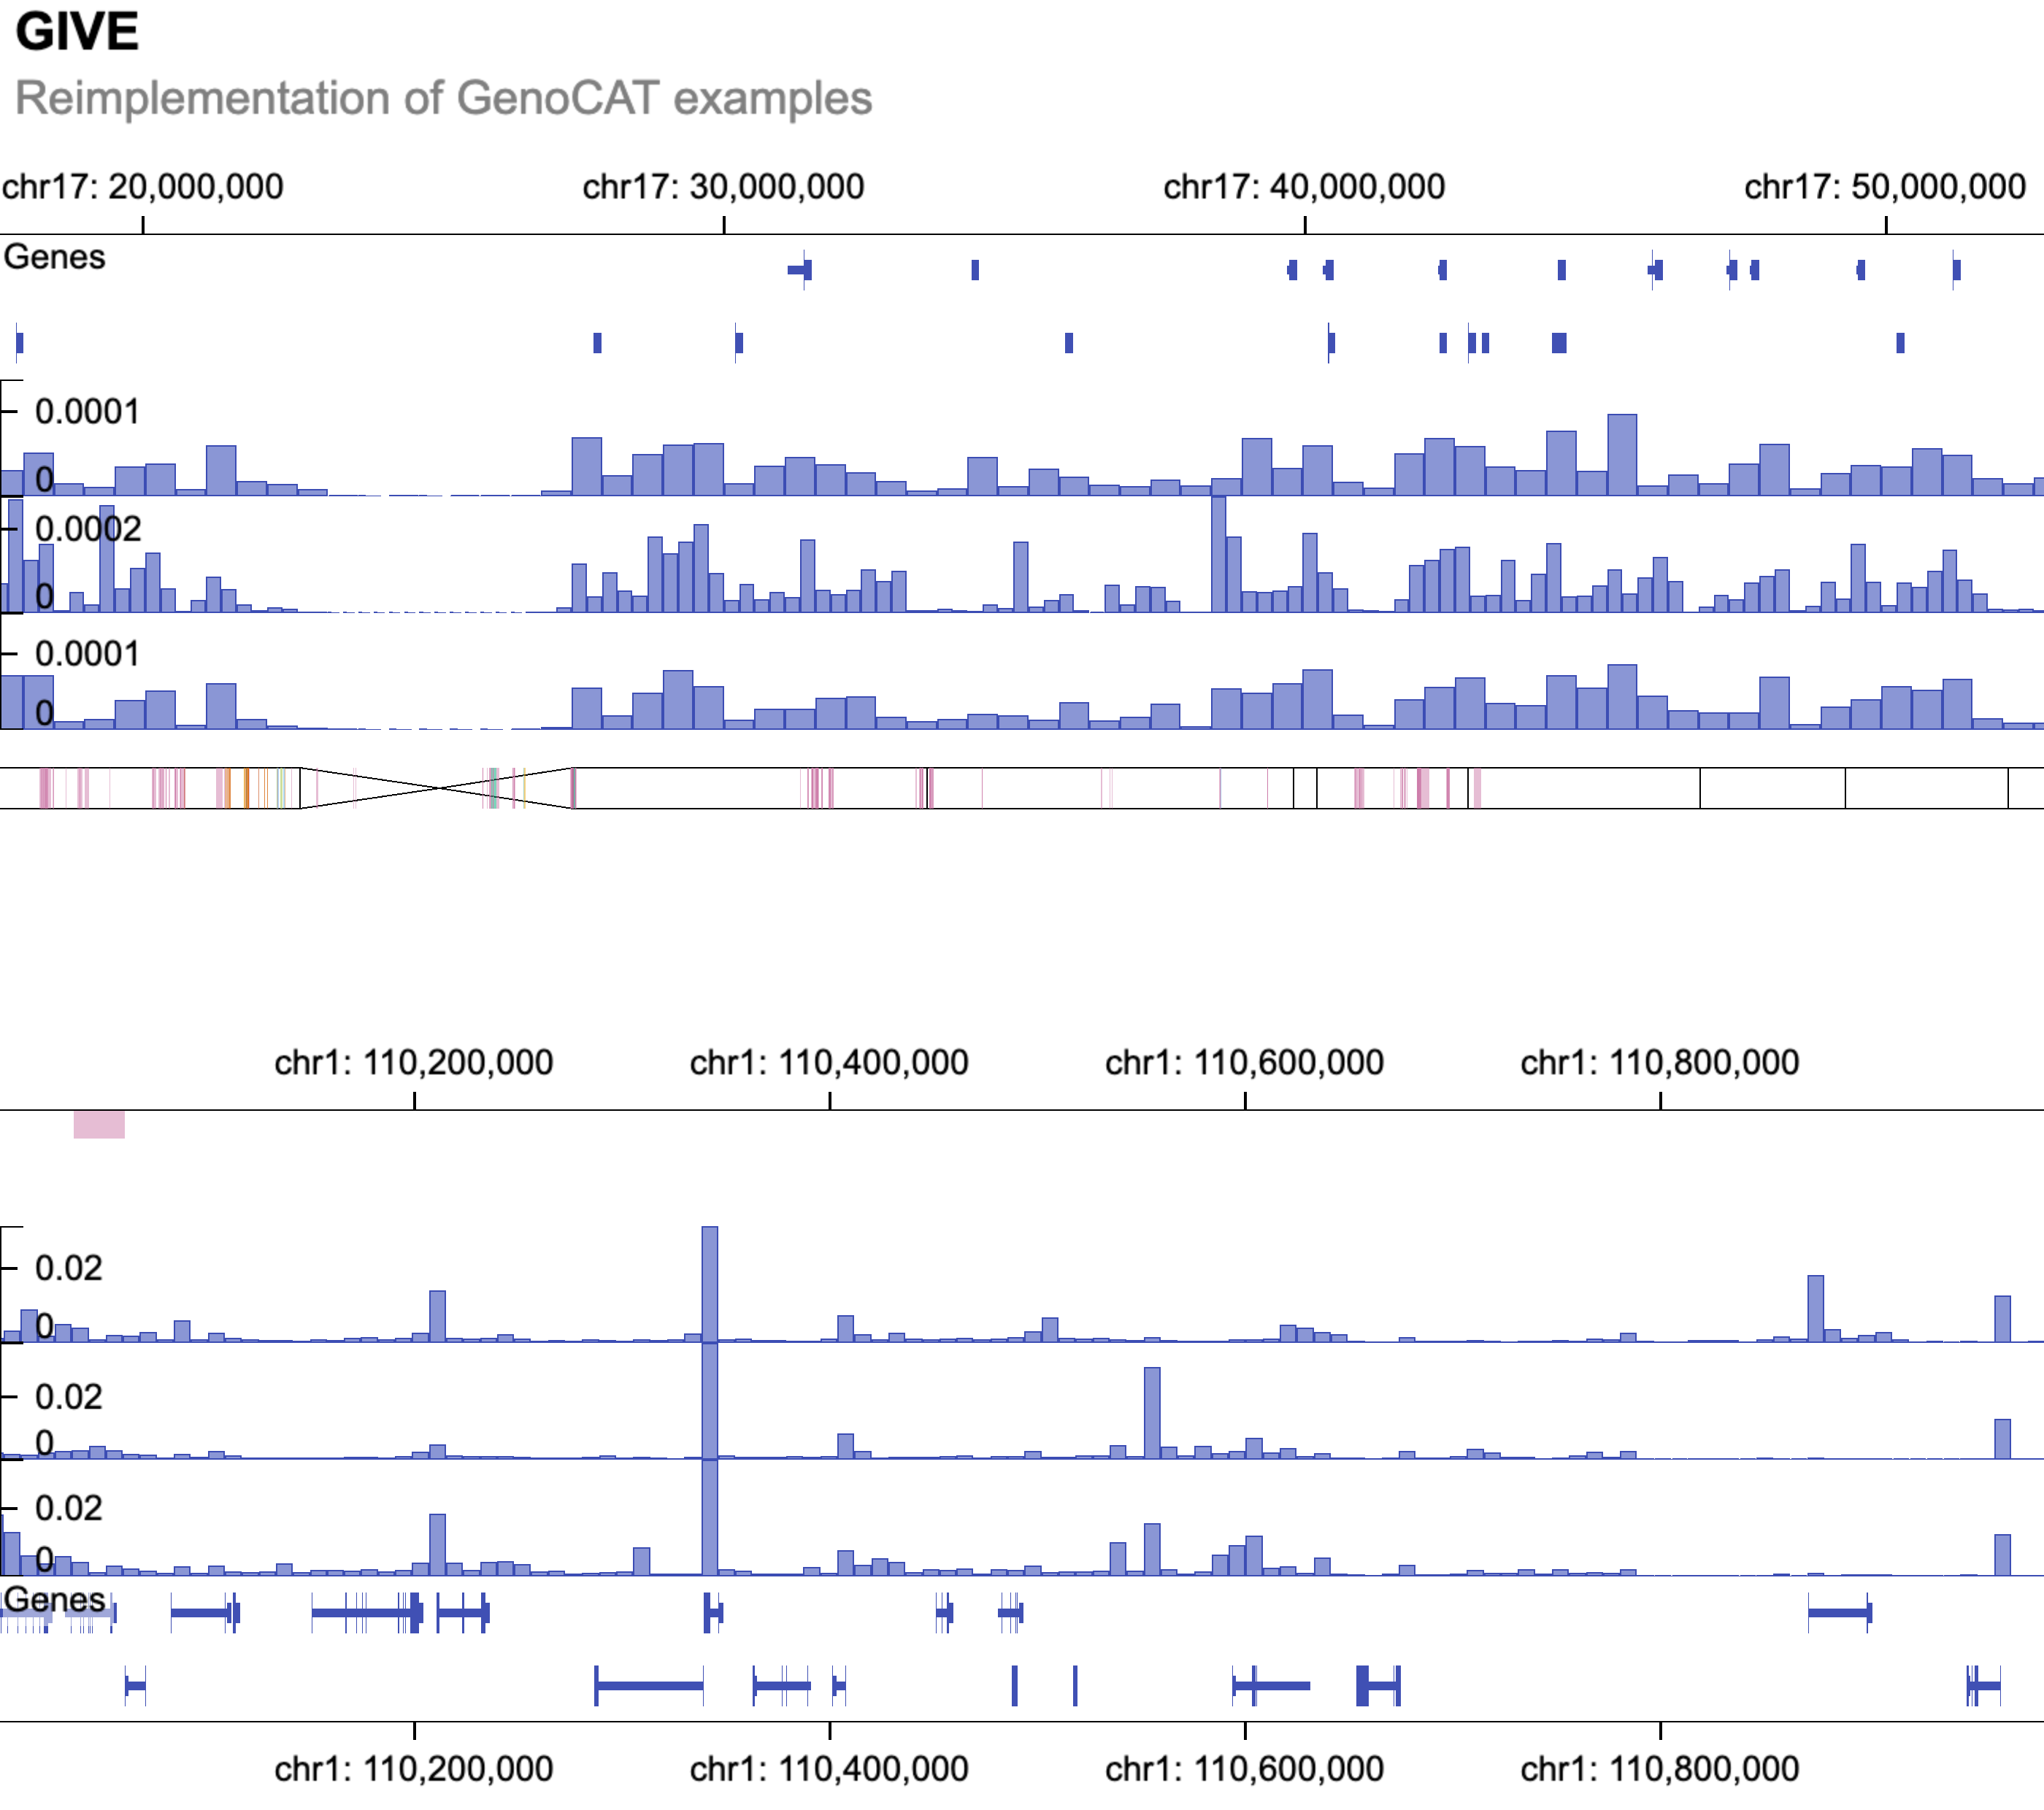 GIVE
Reimplementation of GenoCAT examples
chr17: 20,000,000 chr17: 30,000,000 chr17: 40,000,000 chr17: 50,000,000
Genes
0.0001
0
0.0002
0
0.0001
0
chr1: 110,200,000 chr1: 110,400,000 chr1: 110,600,000 chr1: 110,800,000
0.02
0
0.02
0
0.02
0
Genes
chr1: 110,200,000 chr1: 110,400,000 chr1: 110,600,000 chr1: 110,800,000